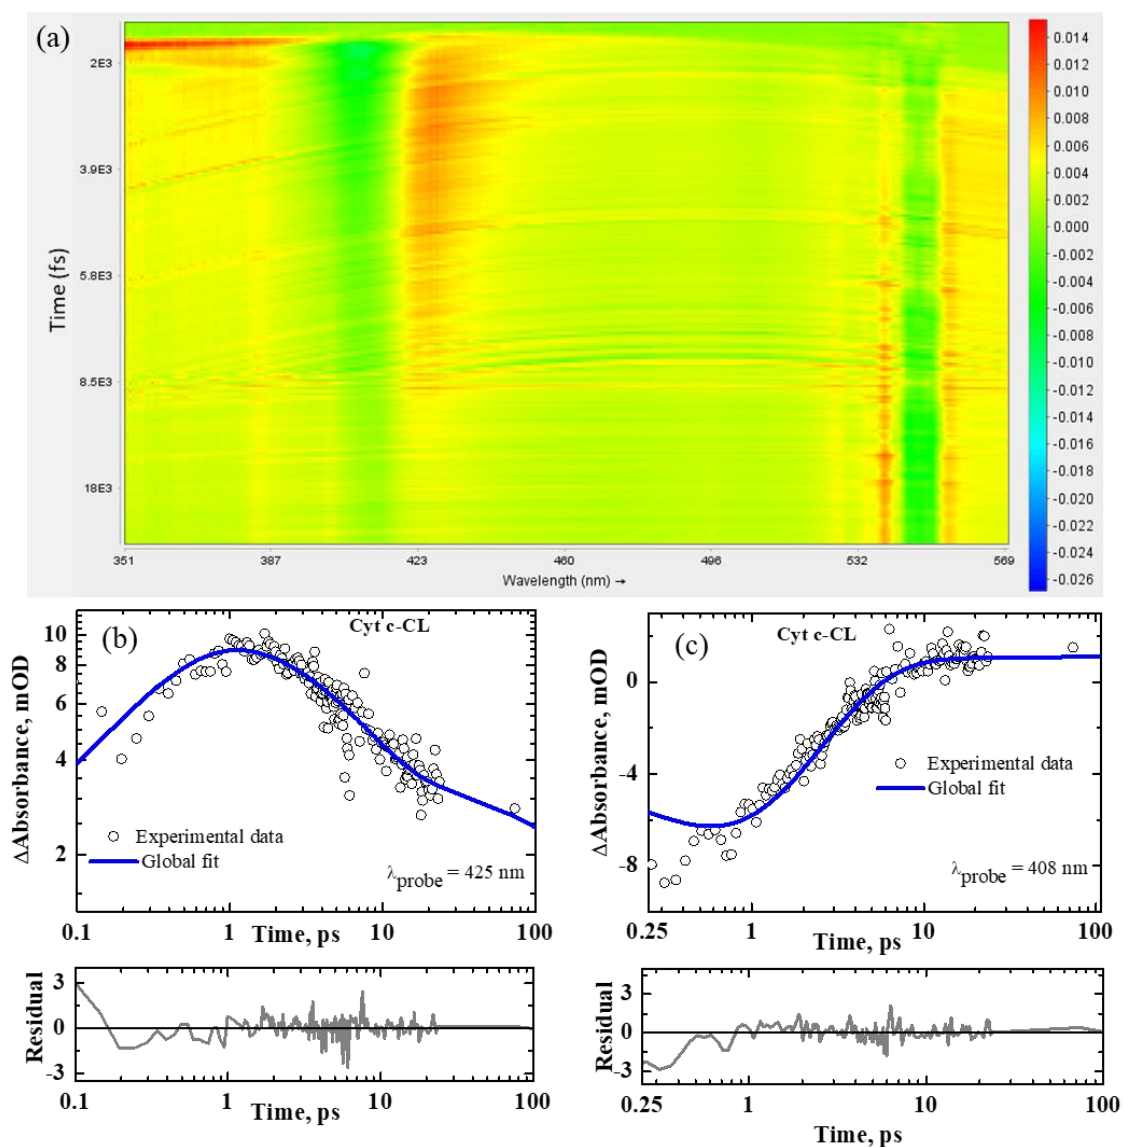 (a)
Time (fs)
2E3
3.9E3
5.8E3
8.5E3
18E3
351 387 423 460 496 532 569
Wavelength (nm) →
0.014
0.012
0.010
0.008
0.006
0.004
0.002
0.000
-0.002
-0.004
-0.006
-0.008
-0.010
-0.012
-0.014
-0.016
-0.018
-0.020
-0.022
-0.024
-0.026
(b)
Cyt c-CL
ΔAbsorbance, mOD
10
8
6
4
2
Experimental data
Global fit
λprobe = 425 nm
0.1 1 10 100
Time, ps
Residual
3
0
-3
0.1 1 10 100
Time, ps
(c)
Cyt c-CL
ΔAbsorbance, mOD
0
-4
-8
Experimental data
Global fit
λprobe = 408 nm
0.25 1 10 100
Time, ps
Residual
3
0
-3
0.25 1 10 100
Time, ps